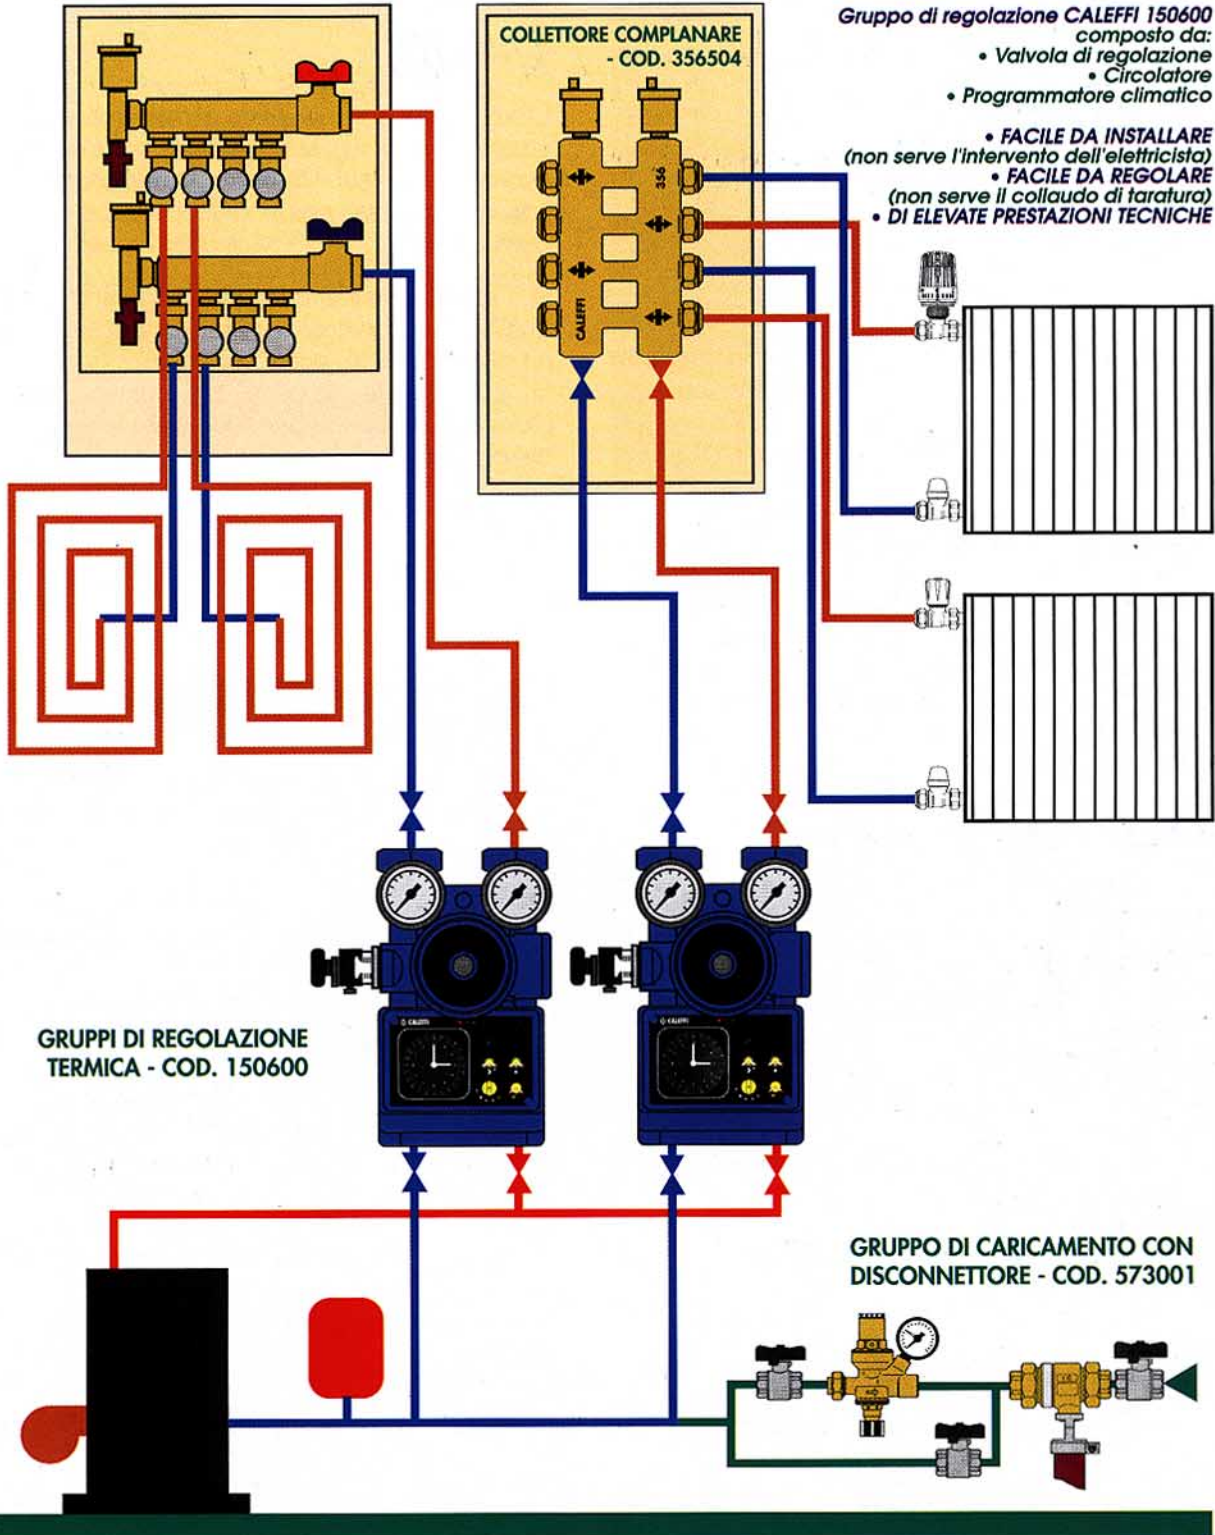 COLLETTORE COMPLANARE
- COD. 356504
Gruppo di regolazione CALEFFI 150600
composto da:
• Valvola di regolazione
• Circolatore
• Programmatore climatico
• FACILE DA INSTALLARE
(non serve l'intervento dell'elettricista)
• FACILE DA REGOLARE
(non serve il collaudo di taratura)
• DI ELEVATE PRESTAZIONI TECNICHE
356
CALEFFI
GRUPPI DI REGOLAZIONE
TERMICA - COD. 150600
CALEFFI
CALEFFI
GRUPPO DI CARICAMENTO CON
DISCONNETTORE - COD. 573001